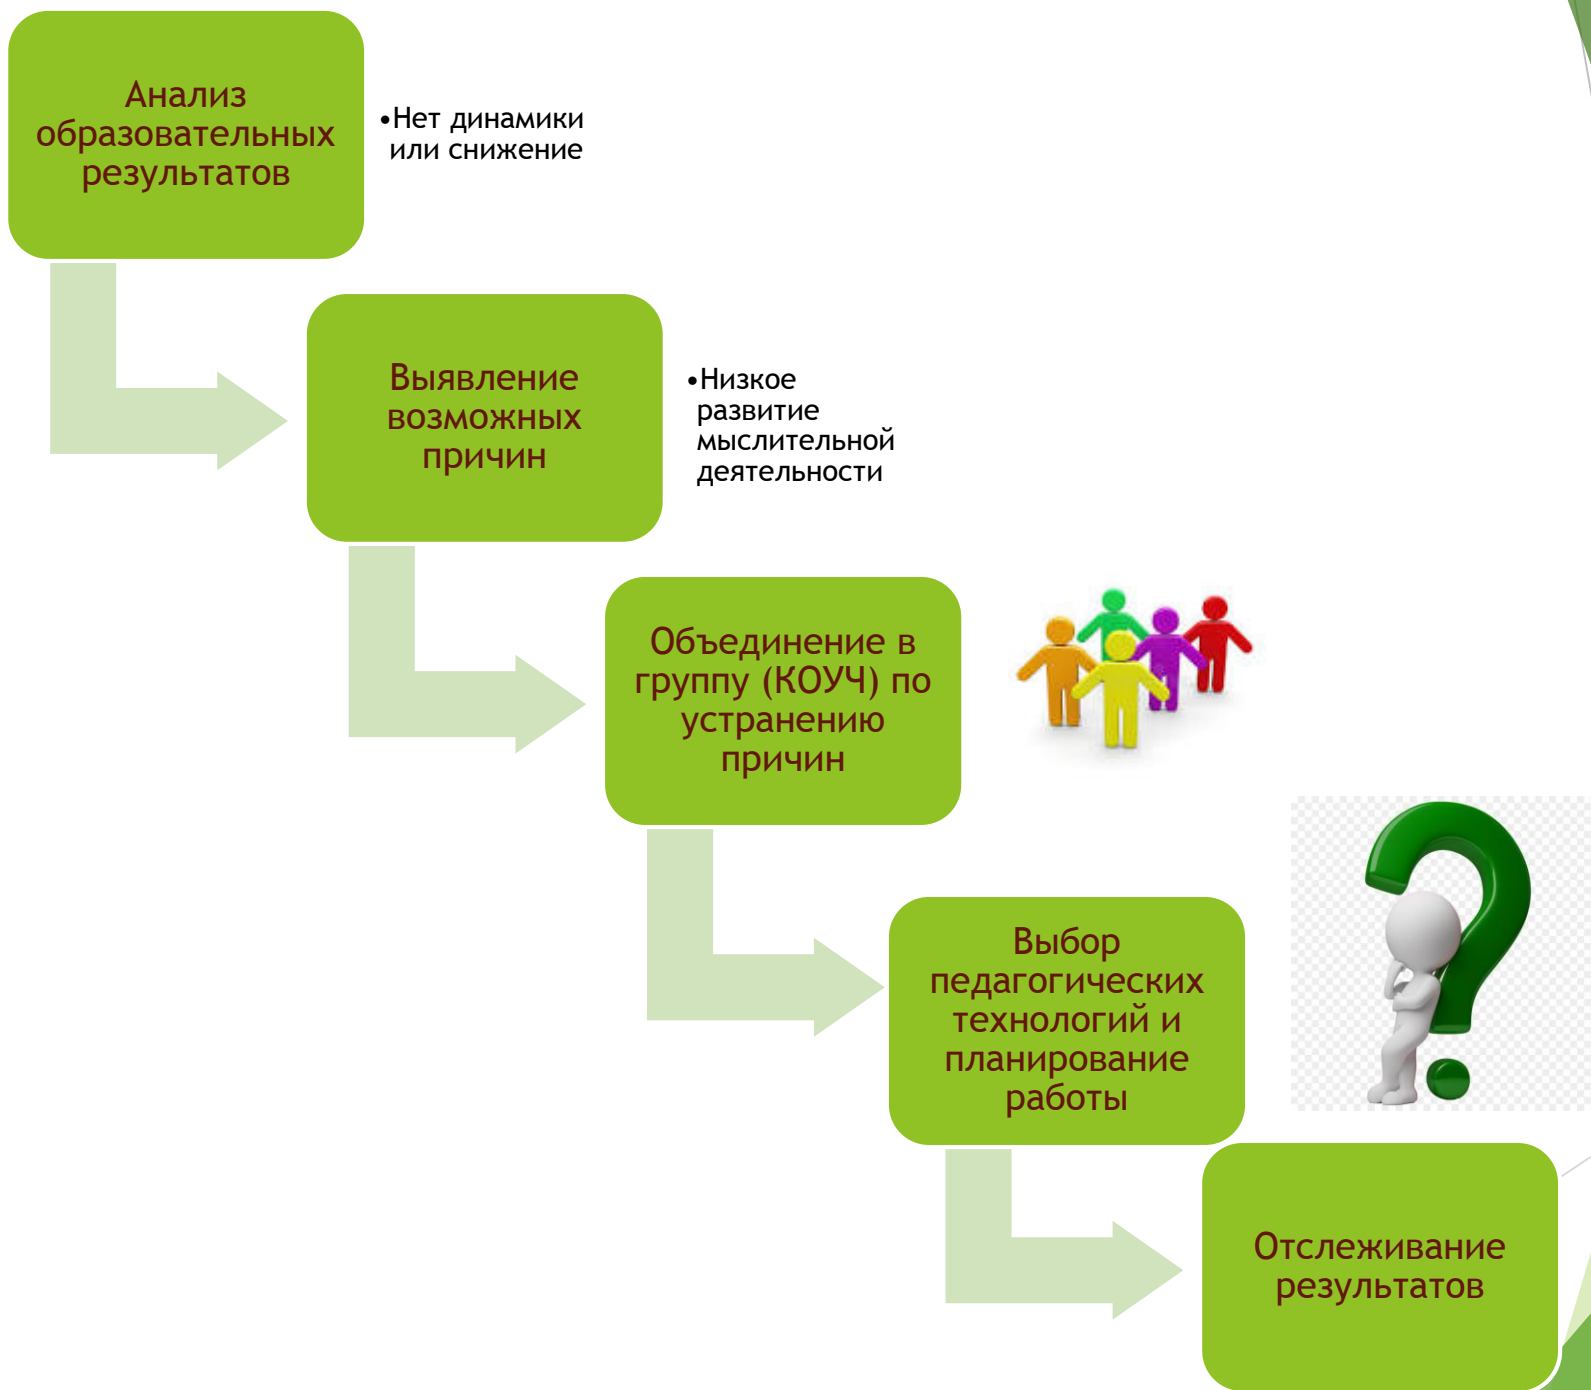 Анализ
образовательных
результатов
•Нет динамики
или снижение
Выявление
возможных
причин
•Низкое
развитие
мыслительной
деятельности
Объединение в
группу (КОУЧ) по
устранению
причин
Выбор
педагогических
технологий и
планирование
работы
Отслеживание
результатов